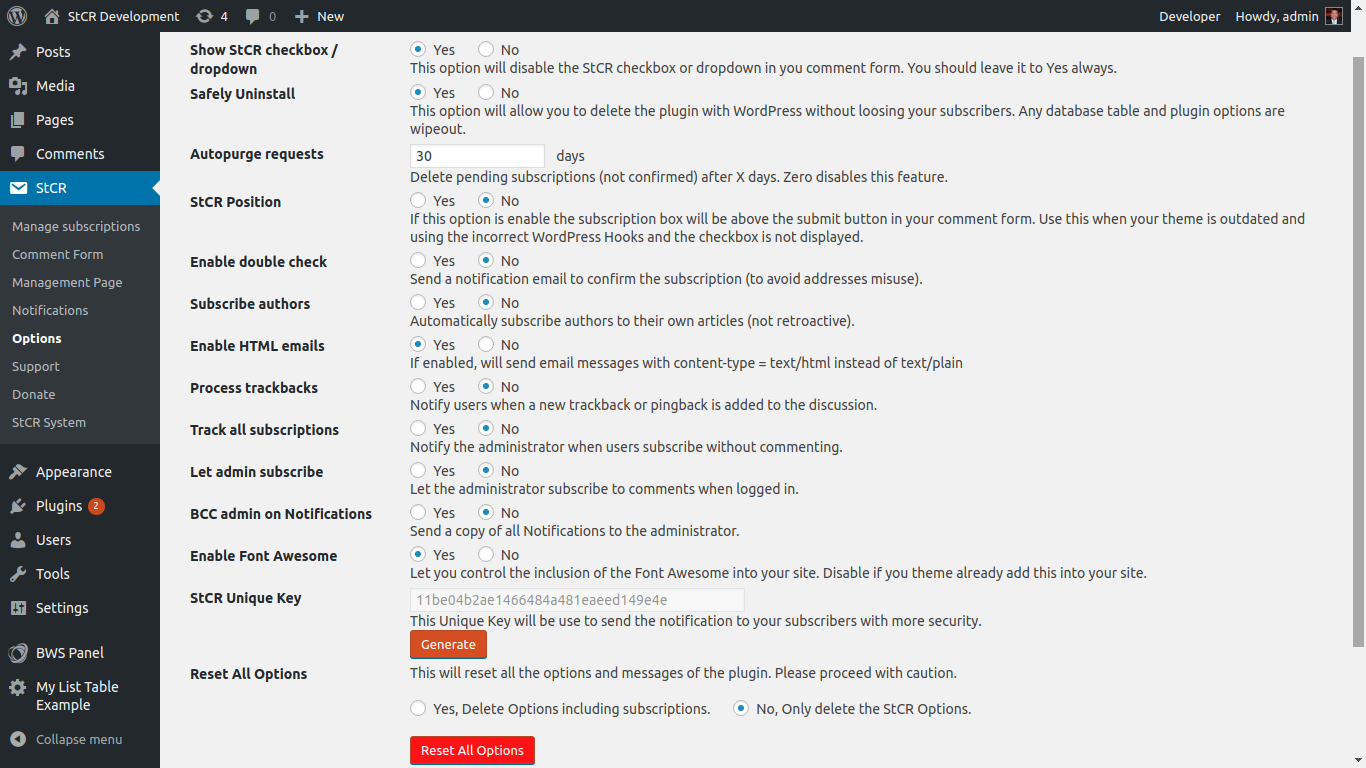 StCR Development
4
0
New
Developer
Howdy, admin
Posts
Media
Pages
Comments
StCR
Manage subscriptions
Comment Form
Management Page
Notifications
Options
Support
Donate
StCR System
Appearance
Plugins 2
Users
Tools
Settings
BWS Panel
My List Table
Example
Collapse menu
Show StCR checkbox /
dropdown
Yes No
This option will disable the StCR checkbox or dropdown in you comment form. You should leave it to Yes always.
Safely Uninstall
Yes No
This option will allow you to delete the plugin with WordPress without loosing your subscribers. Any database table and plugin options are
wipeout.
Autopurge requests
30 days
Delete pending subscriptions (not confirmed) after X days. Zero disables this feature.
StCR Position
Yes No
If this option is enable the subscription box will be above the submit button in your comment form. Use this when your theme is outdated and
using the incorrect WordPress Hooks and the checkbox is not displayed.
Enable double check
Yes No
Send a notification email to confirm the subscription (to avoid addresses misuse).
Subscribe authors
Yes No
Automatically subscribe authors to their own articles (not retroactive).
Enable HTML emails
Yes No
If enabled, will send email messages with content-type = text/html instead of text/plain
Process trackbacks
Yes No
Notify users when a new trackback or pingback is added to the discussion.
Track all subscriptions
Yes No
Notify the administrator when users subscribe without commenting.
Let admin subscribe
Yes No
Let the administrator subscribe to comments when logged in.
BCC admin on Notifications
Yes No
Send a copy of all Notifications to the administrator.
Enable Font Awesome
Yes No
Let you control the inclusion of the Font Awesome into your site. Disable if you theme already add this into your site.
StCR Unique Key
11be04b2ae1466484a481eaeed149e4e
This Unique Key will be use to send the notification to your subscribers with more security.
Generate
Reset All Options
This will reset all the options and messages of the plugin. Please proceed with caution.
Yes, Delete Options including subscriptions. No, Only delete the StCR Options.
Reset All Options